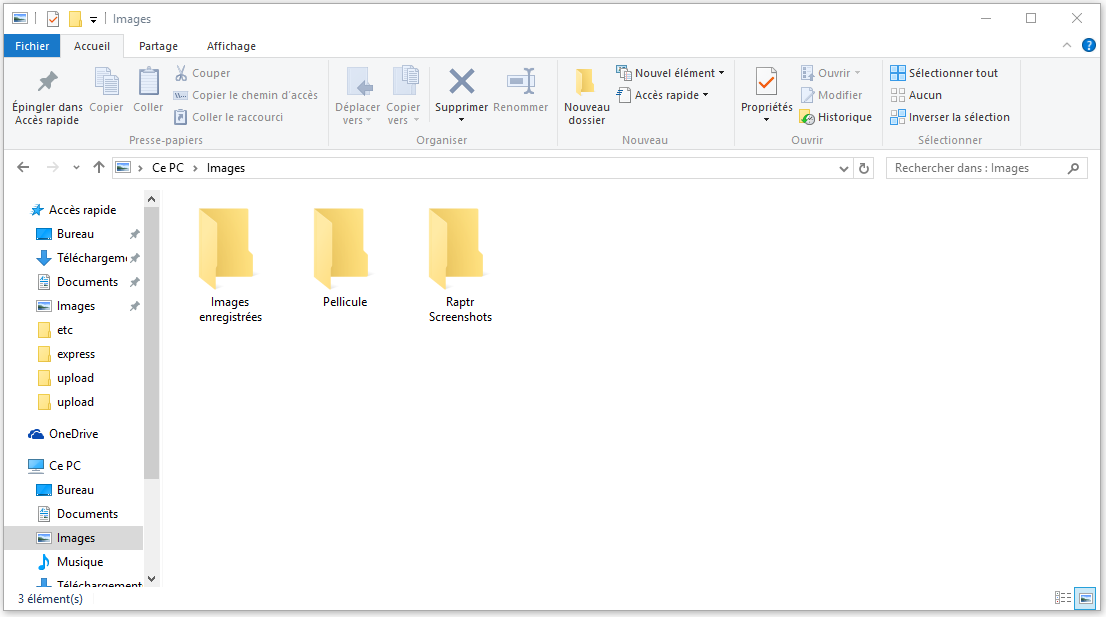 Images
Fichier
Accueil
Partage
Affichage
Épingler dans
Accès rapide
Copier
Coller
Couper
Copier le chemin d'accès
Coller le raccourci
Presse-papiers
Déplacer
vers
Copier
vers
Supprimer
Renommer
Organiser
Nouveau
dossier
Nouvel élément
Accès rapide
Nouveau
Propriétés
Ouvrir
Modifier
Historique
Ouvrir
Sélectionner tout
Aucun
Inverser la sélection
Sélectionner
Ce PC
Images
Rechercher dans : Images
Accès rapide
Bureau
Téléchargem
Documents
Images
etc
express
upload
upload
OneDrive
Ce PC
Bureau
Documents
Images
Musique
Téléchargement
Images
enregistrées
Pellicule
Raptr
Screenshots
3 élément(s)